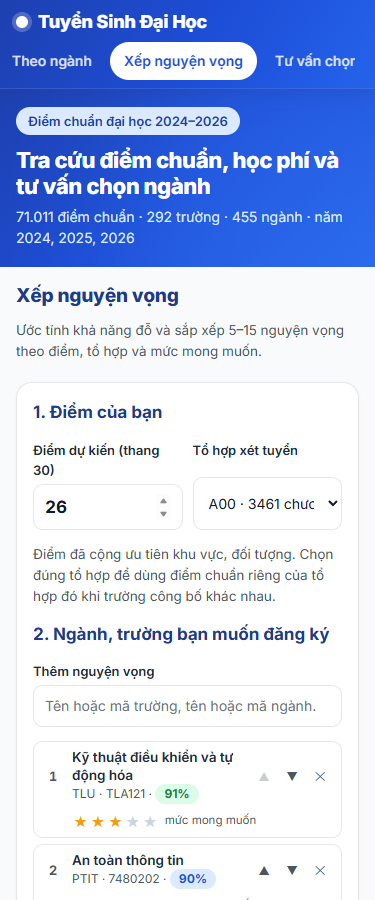 Tuyển Sinh Đại Học
Theo ngành
Xếp nguyện vọng
Tư vấn chọn
Điểm chuẩn đại học 2024–2026
Tra cứu điểm chuẩn, học phí và
tư vấn chọn ngành
71.011 điểm chuẩn · 292 trường · 455 ngành · năm
2024, 2025, 2026
Xếp nguyện vọng
Ước tính khả năng đỗ và sắp xếp 5–15 nguyện vọng
theo điểm, tổ hợp và mức mong muốn.
1. Điểm của bạn
Điểm dự kiến (thang
30)
26
Tổ hợp xét tuyển
A00 · 3461 chươ
Điểm đã cộng ưu tiên khu vực, đối tượng. Chọn
đúng tổ hợp để dùng điểm chuẩn riêng của tổ
hợp đó khi trường công bố khác nhau.
2. Ngành, trường bạn muốn đăng ký
Thêm nguyện vọng
Tên hoặc mã trường, tên hoặc mã ngành.
1
Kỹ thuật điều khiển và tự
động hóa
TLU · TLA121 · 91%
★★★★★ mức mong muốn
2
An toàn thông tin
PTIT · 7480202 · 90%